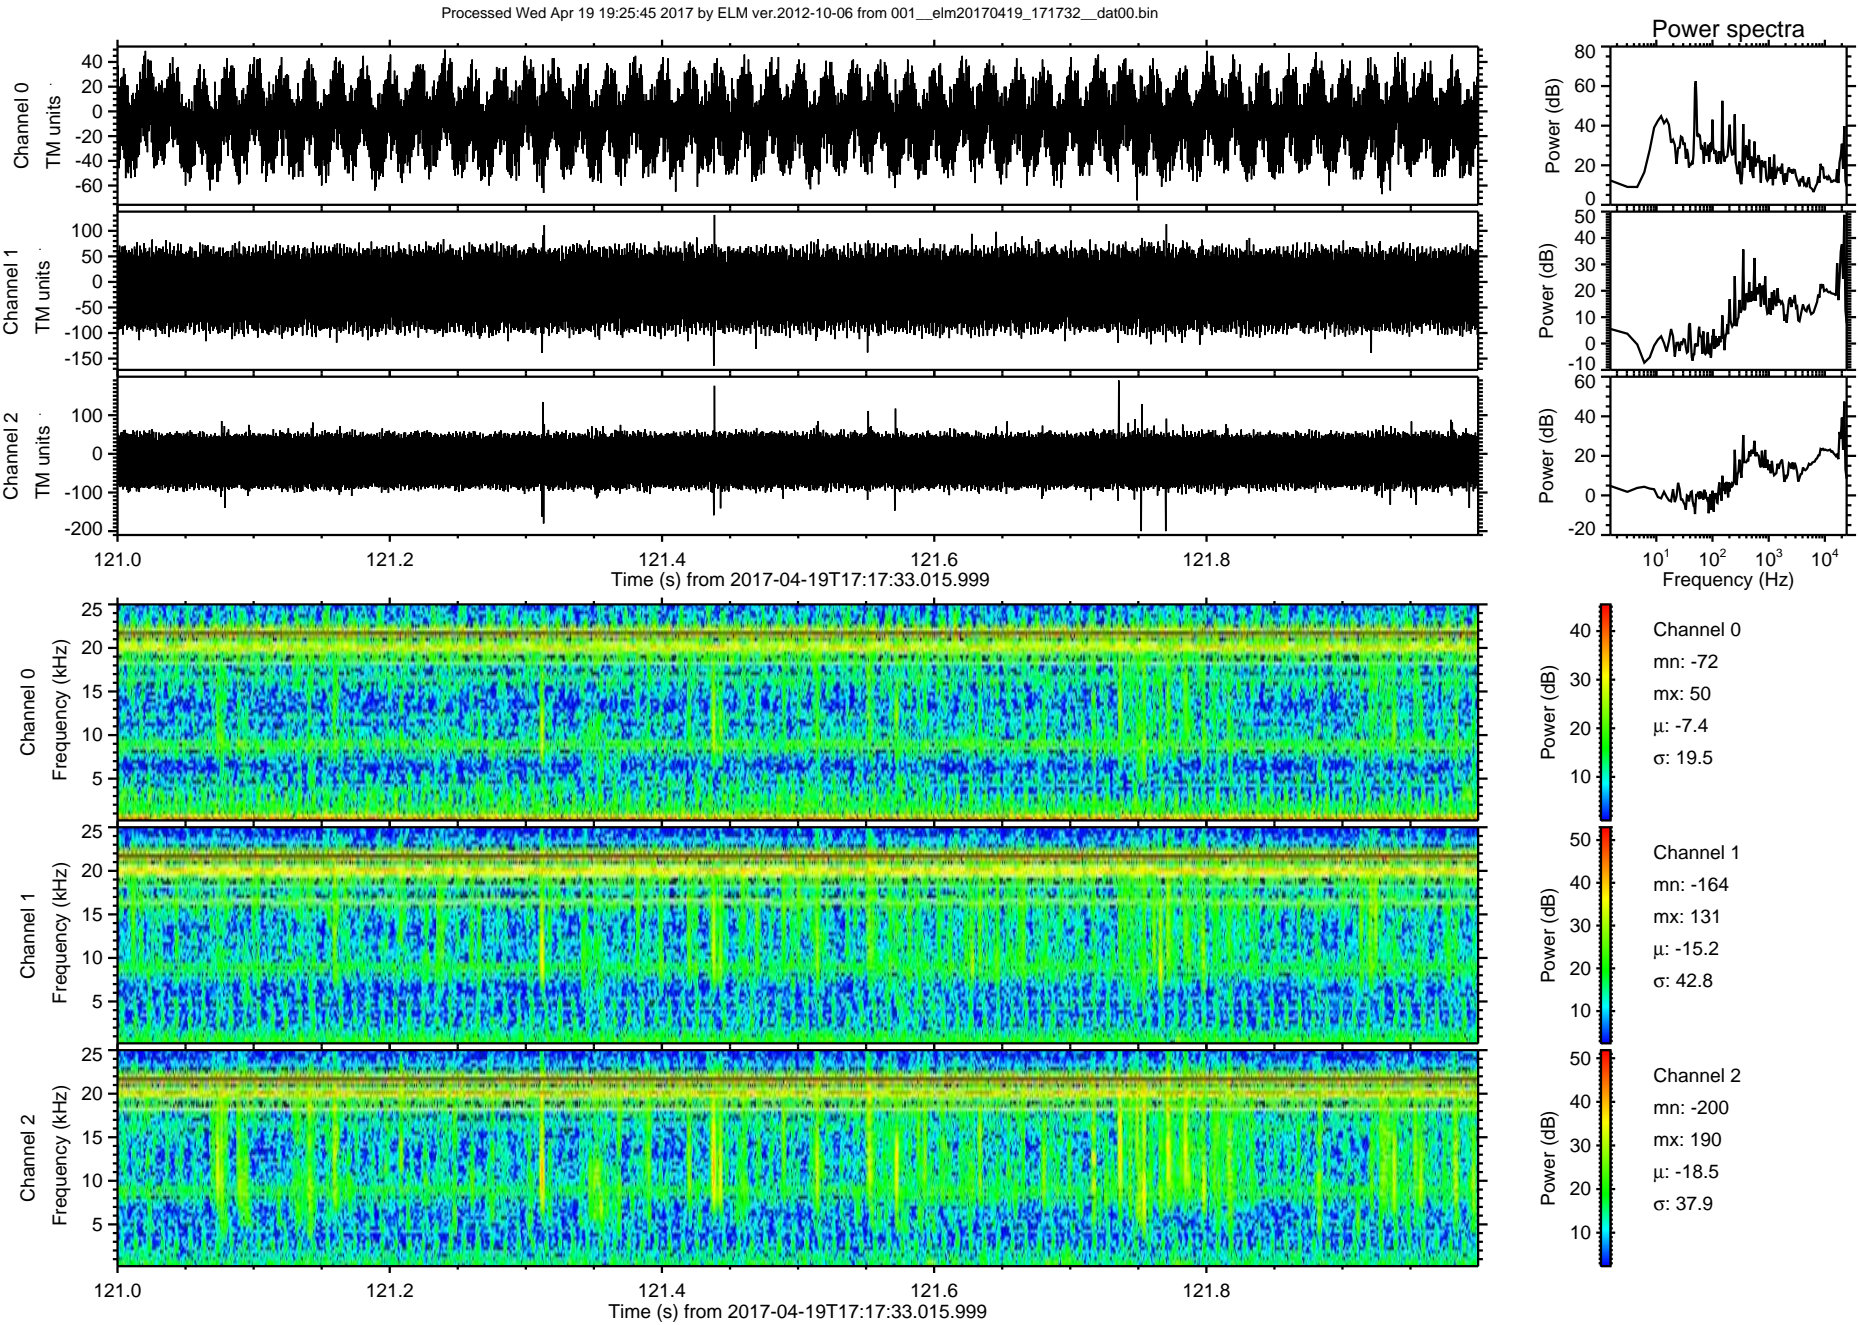 Processed Wed Apr 19 19:25:45 2017 by ELM ver.2012-10-06 from 001__elm20170419_171732__dat00.bin
Power spectra
Channel 0
TM units
40
20
0
-20
-40
-60
Power (dB)
80
60
40
20
0
Channel 1
TM units
100
50
0
-50
-100
-150
Power (dB)
50
40
30
20
10
0
-10
Channel 2
TM units
100
0
-100
-200
Power (dB)
60
40
20
0
-20
121.0 121.2 121.4 121.6 121.8
Time (s) from 2017-04-19T17:17:33.015.999
10¹ 10² 10³ 10⁴
Frequency (Hz)
Channel 0
Frequency (kHz)
25
20
15
10
5
Power (dB)
40
30
20
10
Channel 0
mn: -72
mx: 50
μ: -7.4
σ: 19.5
Channel 1
Frequency (kHz)
25
20
15
10
5
Power (dB)
50
40
30
20
10
Channel 1
mn: -164
mx: 131
μ: -15.2
σ: 42.8
Channel 2
Frequency (kHz)
25
20
15
10
5
Power (dB)
50
40
30
20
10
Channel 2
mn: -200
mx: 190
μ: -18.5
σ: 37.9
121.0 121.2 121.4 121.6 121.8
Time (s) from 2017-04-19T17:17:33.015.999